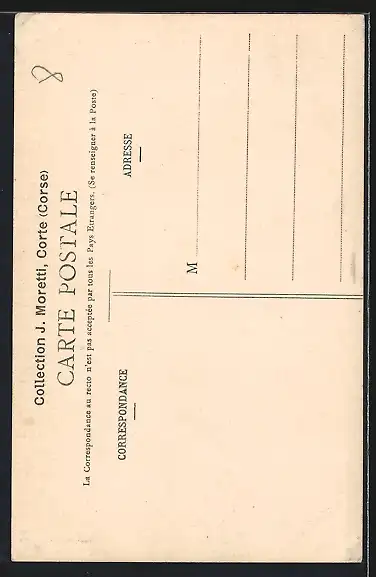 8
Collection J. Moretti, Corte (Corse)
CARTE POSTALE
La Correspondance au recto n'est pas acceptée par tous les Pays Etrangers. (Se renseigner à la Poste)
CORRESPONDANCE
ADRESSE
M